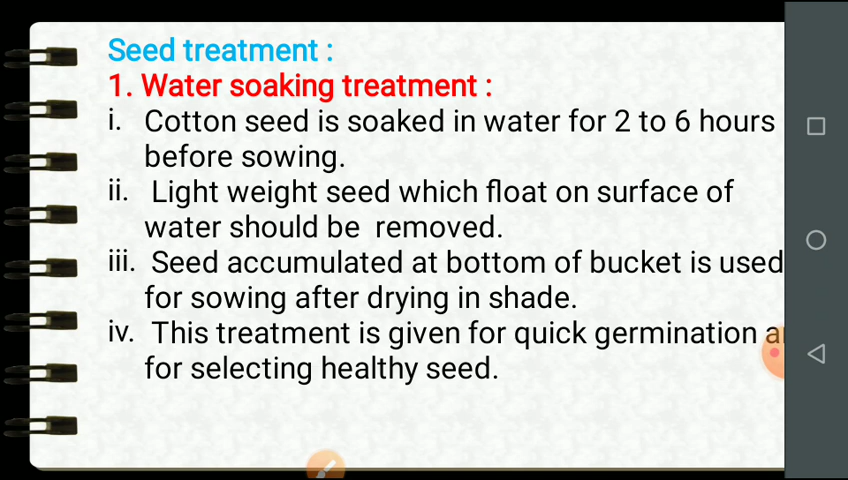 Seed treatment :
1. Water soaking treatment :
i. Cotton seed is soaked in water for 2 to 6 hours
before sowing.
ii. Light weight seed which float on surface of
water should be removed.
iii. Seed accumulated at bottom of bucket is used
for sowing after drying in shade.
iv. This treatment is given for quick germination
for selecting healthy seed.